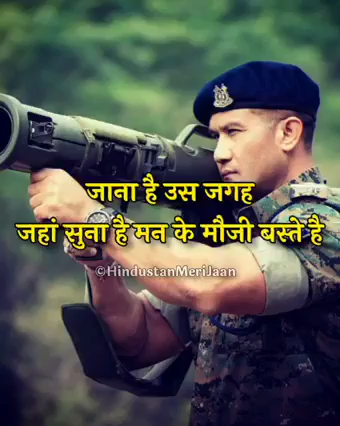 जाना है उस जगह
जहां सुना है मन के मौजी बस्ते है
©HindustanMeriJaan